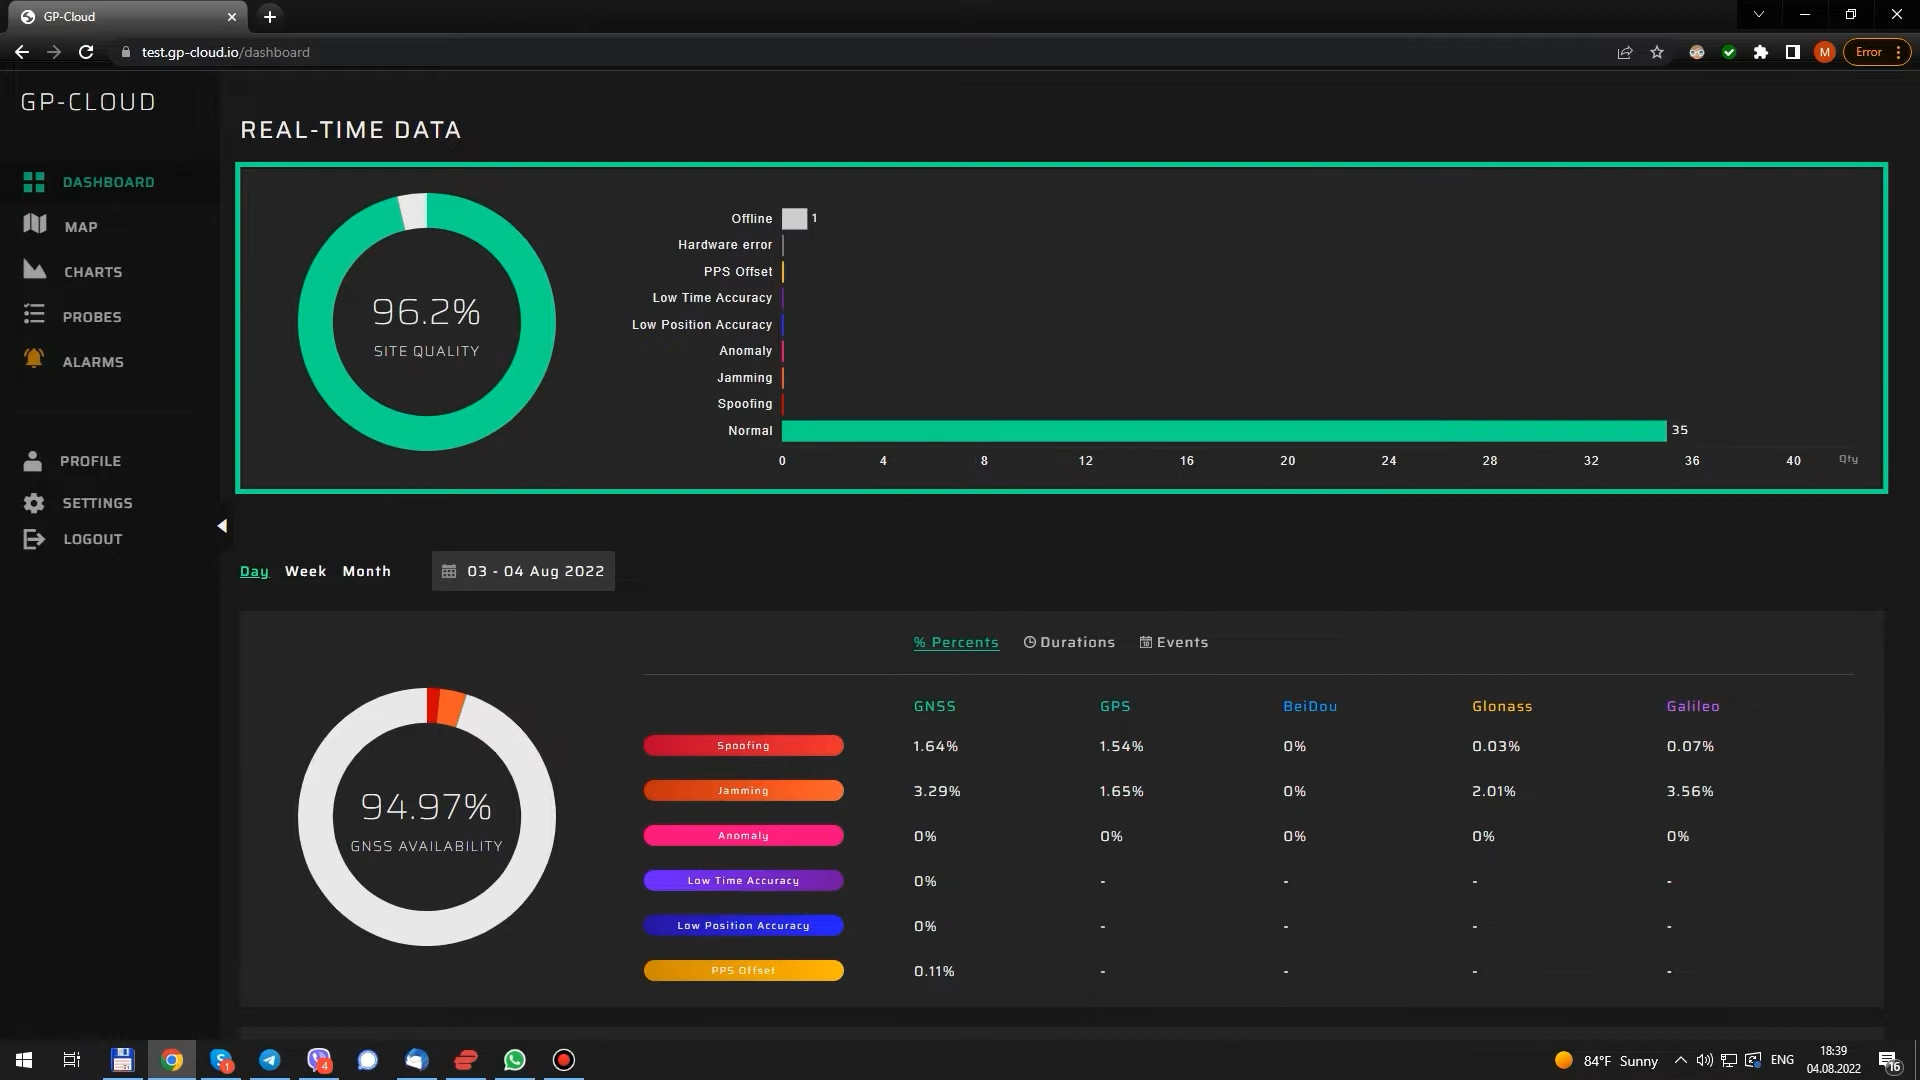 GP-Cloud
test.gp-cloud.io/dashboard
M
Error
GP-CLOUD
DASHBOARD
MAP
CHARTS
PROBES
ALARMS
PROFILE
SETTINGS
LOGOUT
REAL-TIME DATA
96.2%
SITE QUALITY
Offline 1
Hardware error
PPS Offset
Low Time Accuracy
Low Position Accuracy
Anomaly
Jamming
Spoofing
Normal 35
0 4 8 12 16 20 24 28 32 36 40 Qty
Day Week Month 03 - 04 Aug 2022
94.97%
GNSS AVAILABILITY
% Percents Durations Events
GNSS GPS BeiDou Glonass Galileo
Spoofing 1.64% 1.54% 0% 0.03% 0.07%
Jamming 3.29% 1.65% 0% 2.01% 3.56%
Anomaly 0% 0% 0% 0% 0%
Low Time Accuracy 0% - - - -
Low Position Accuracy 0% - - - -
PPS Offset 0.11% - - - -
1
4
84°F Sunny
ENG
18:39
04.08.2022
16